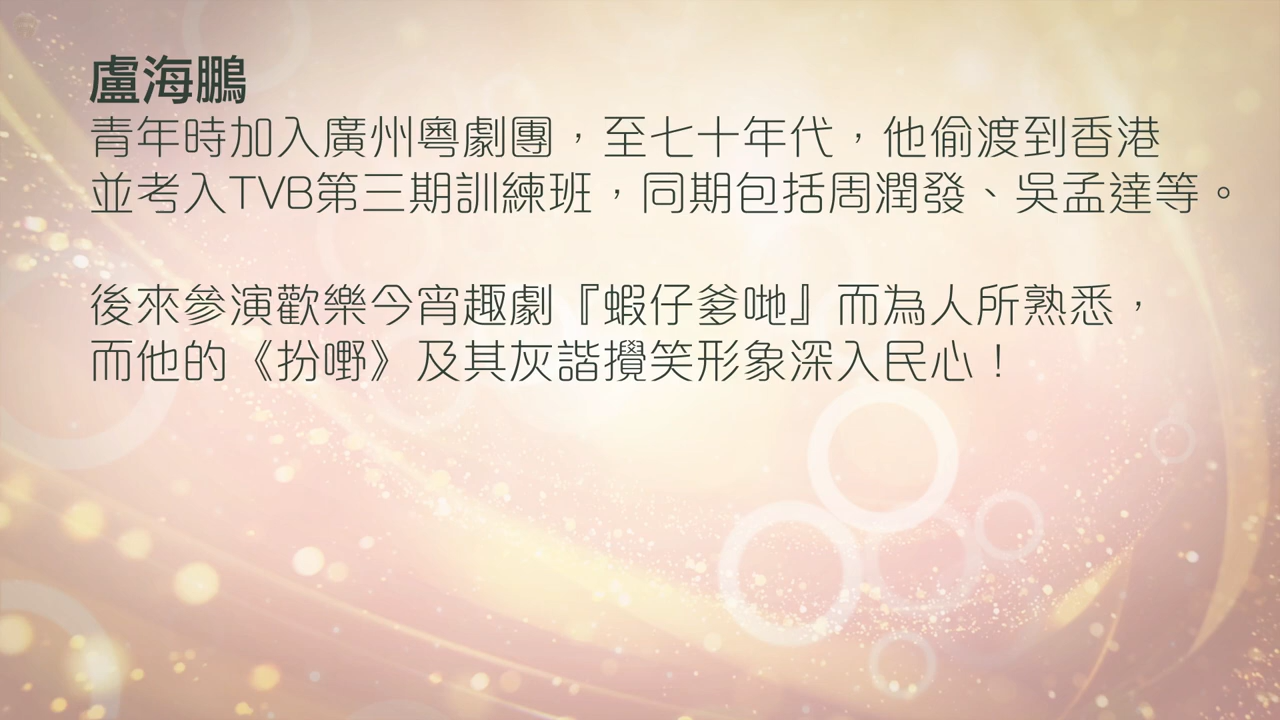 盧海鵬
青年時加入廣州粵劇團，至七十年代，他偷渡到香港
並考入TVB第三期訓練班，同期包括周潤發、吳孟達等。
後來參演歡樂今宵趣劇『蝦仔爹哋』而為人所熟悉，
而他的《扮嘢》及其灰諧攪笑形象深入民心！